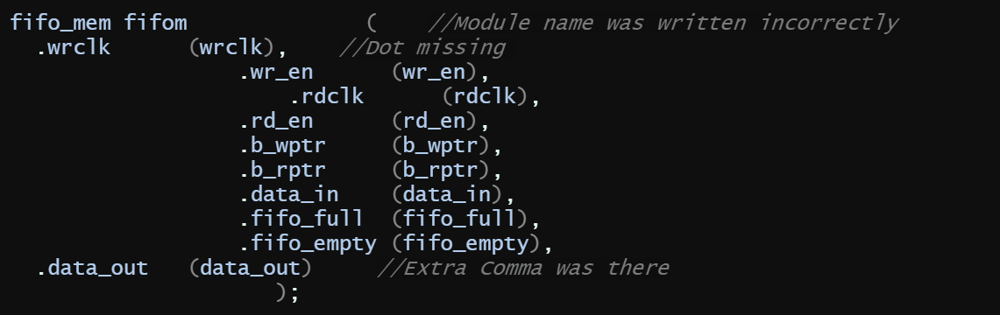 fifo_mem fifom ( //Module name was written incorrectly
.wrclk (wrclk), //Dot missing
.wr_en (wr_en),
.rdclk (rdclk),
.rd_en (rd_en),
.b_wptr (b_wptr),
.b_rptr (b_rptr),
.data_in (data_in),
.fifo_full (fifo_full),
.fifo_empty (fifo_empty),
.data_out (data_out) //Extra Comma was there
);